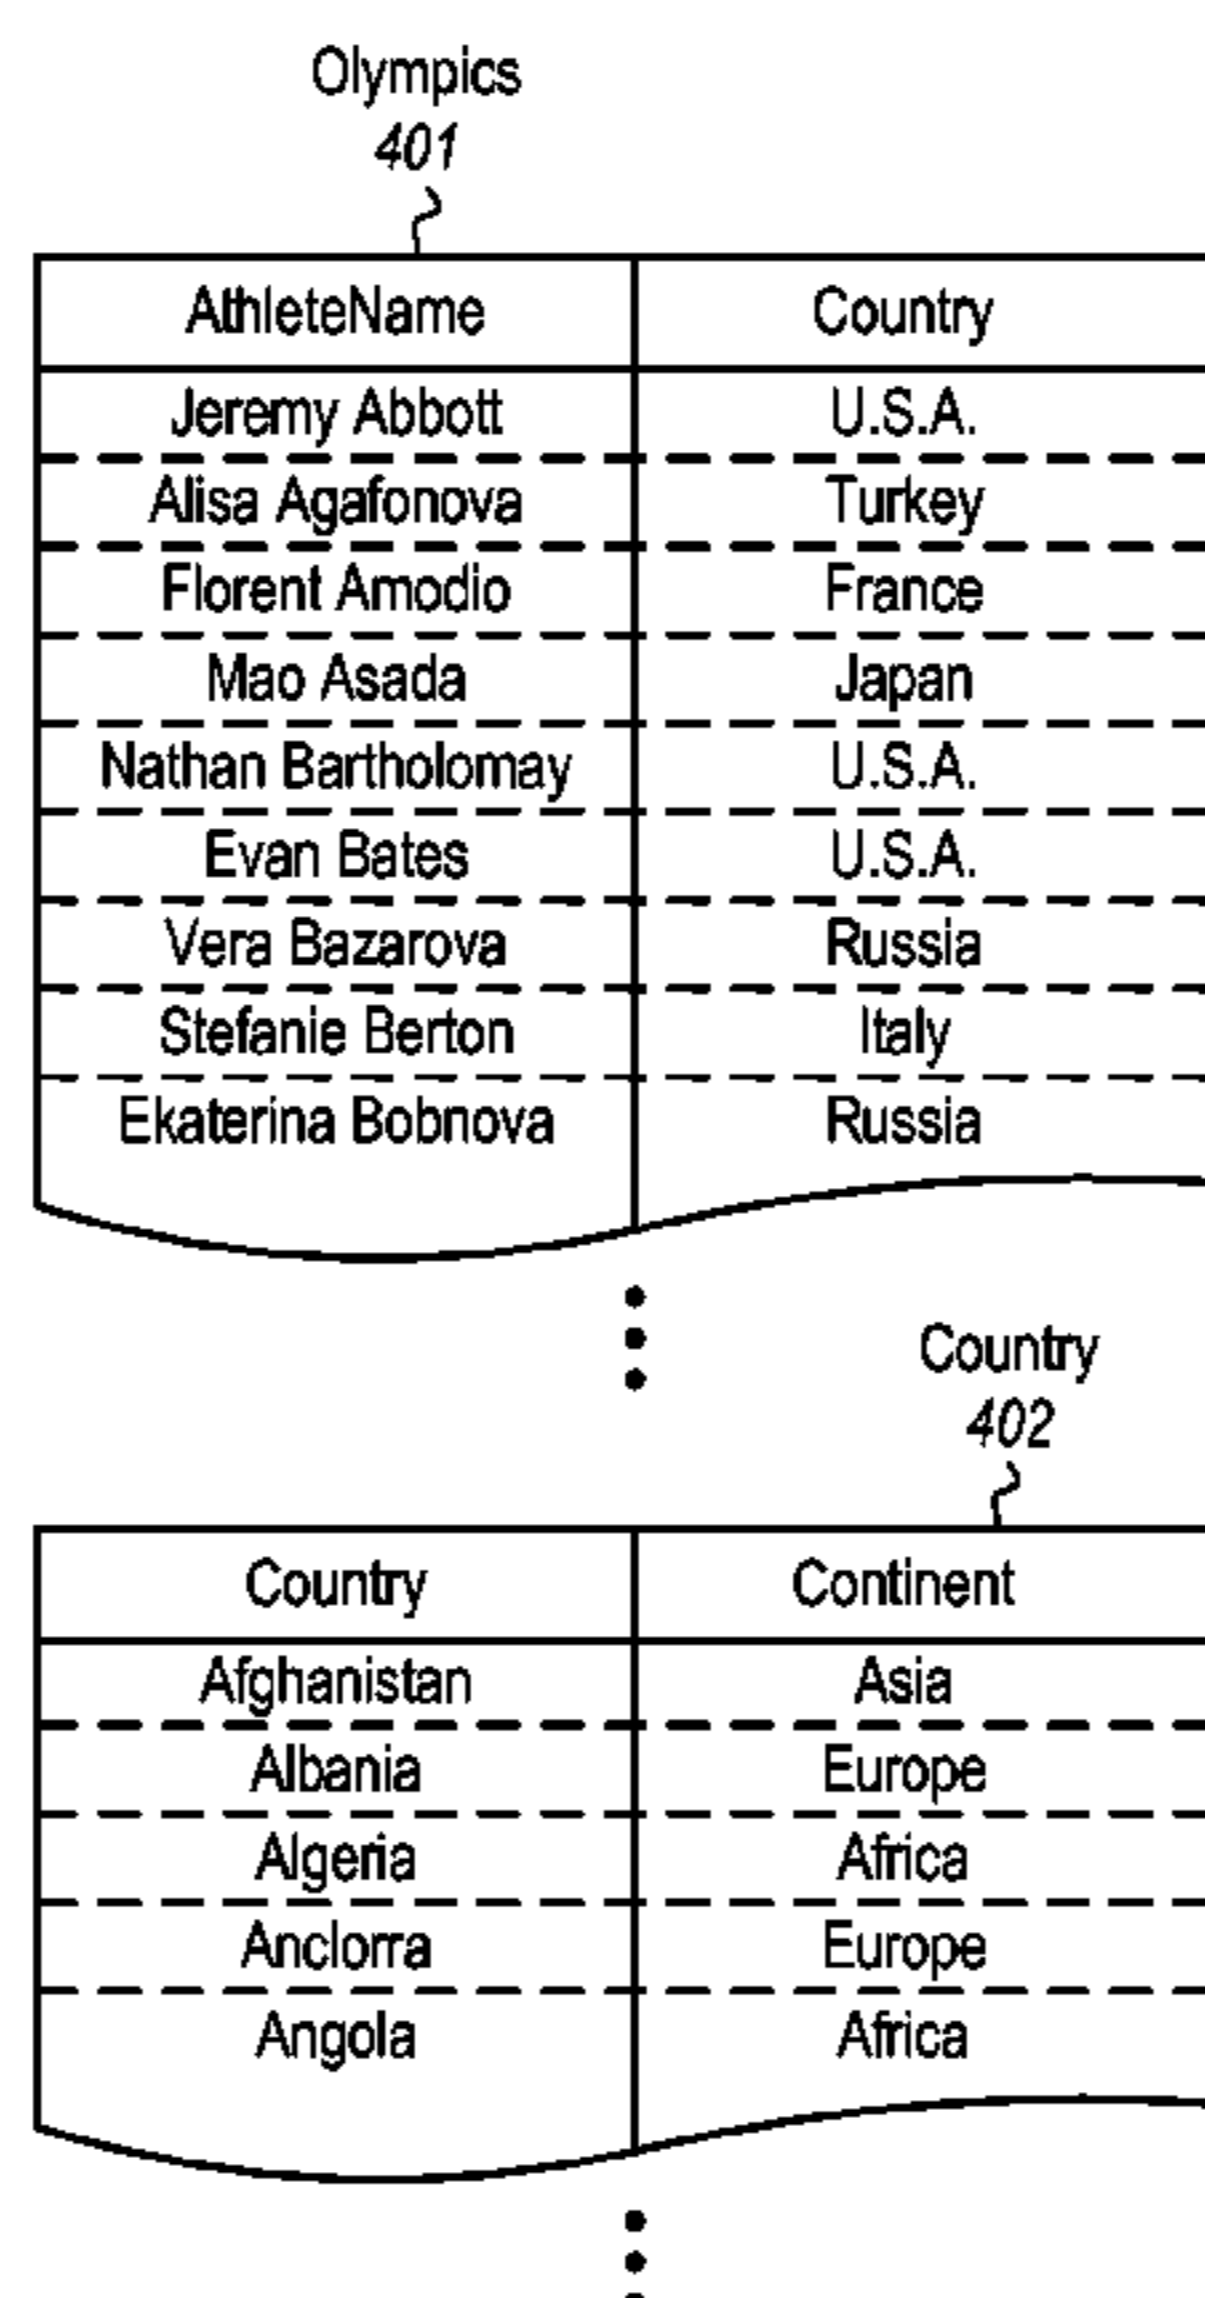 Olympics
401
AthleteName Country
Jeremy Abbott U.S.A.
Alisa Agafonova Turkey
Florent Amodio France
Mao Asada Japan
Nathan Bartholomay U.S.A.
Evan Bates U.S.A.
Vera Bazarova Russia
Stefanie Berton Italy
Ekaterina Bobnova Russia
Country
402
Country Continent
Afghanistan Asia
Albania Europe
Algeria Africa
Anclorra Europe
Angola Africa